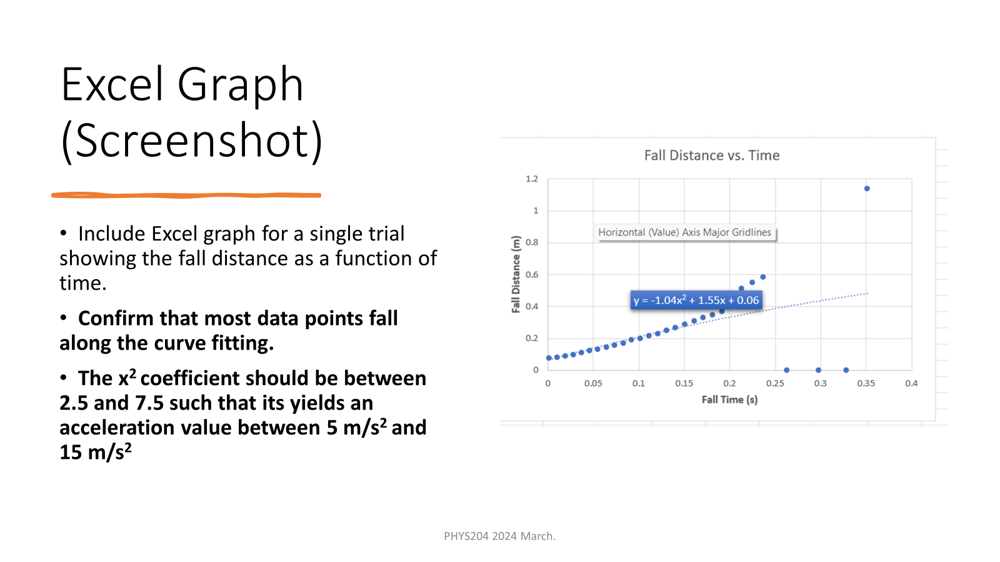 Excel Graph
(Screenshot)
• Include Excel graph for a single trial
showing the fall distance as a function of
time.
• Confirm that most data points fall
along the curve fitting.
• The x² coefficient should be between
2.5 and 7.5 such that its yields an
acceleration value between 5 m/s² and
15 m/s²
Fall Distance vs. Time
1.2
1
0.8
0.6
0.4
0.2
0
Fall Distance (m)
Horizontal (Value) Axis Major Gridlines
y = -1.04x² + 1.55x + 0.06
0 0.05 0.1 0.15 0.2 0.25 0.3 0.35 0.4
Fall Time (s)
PHYS204 2024 March.